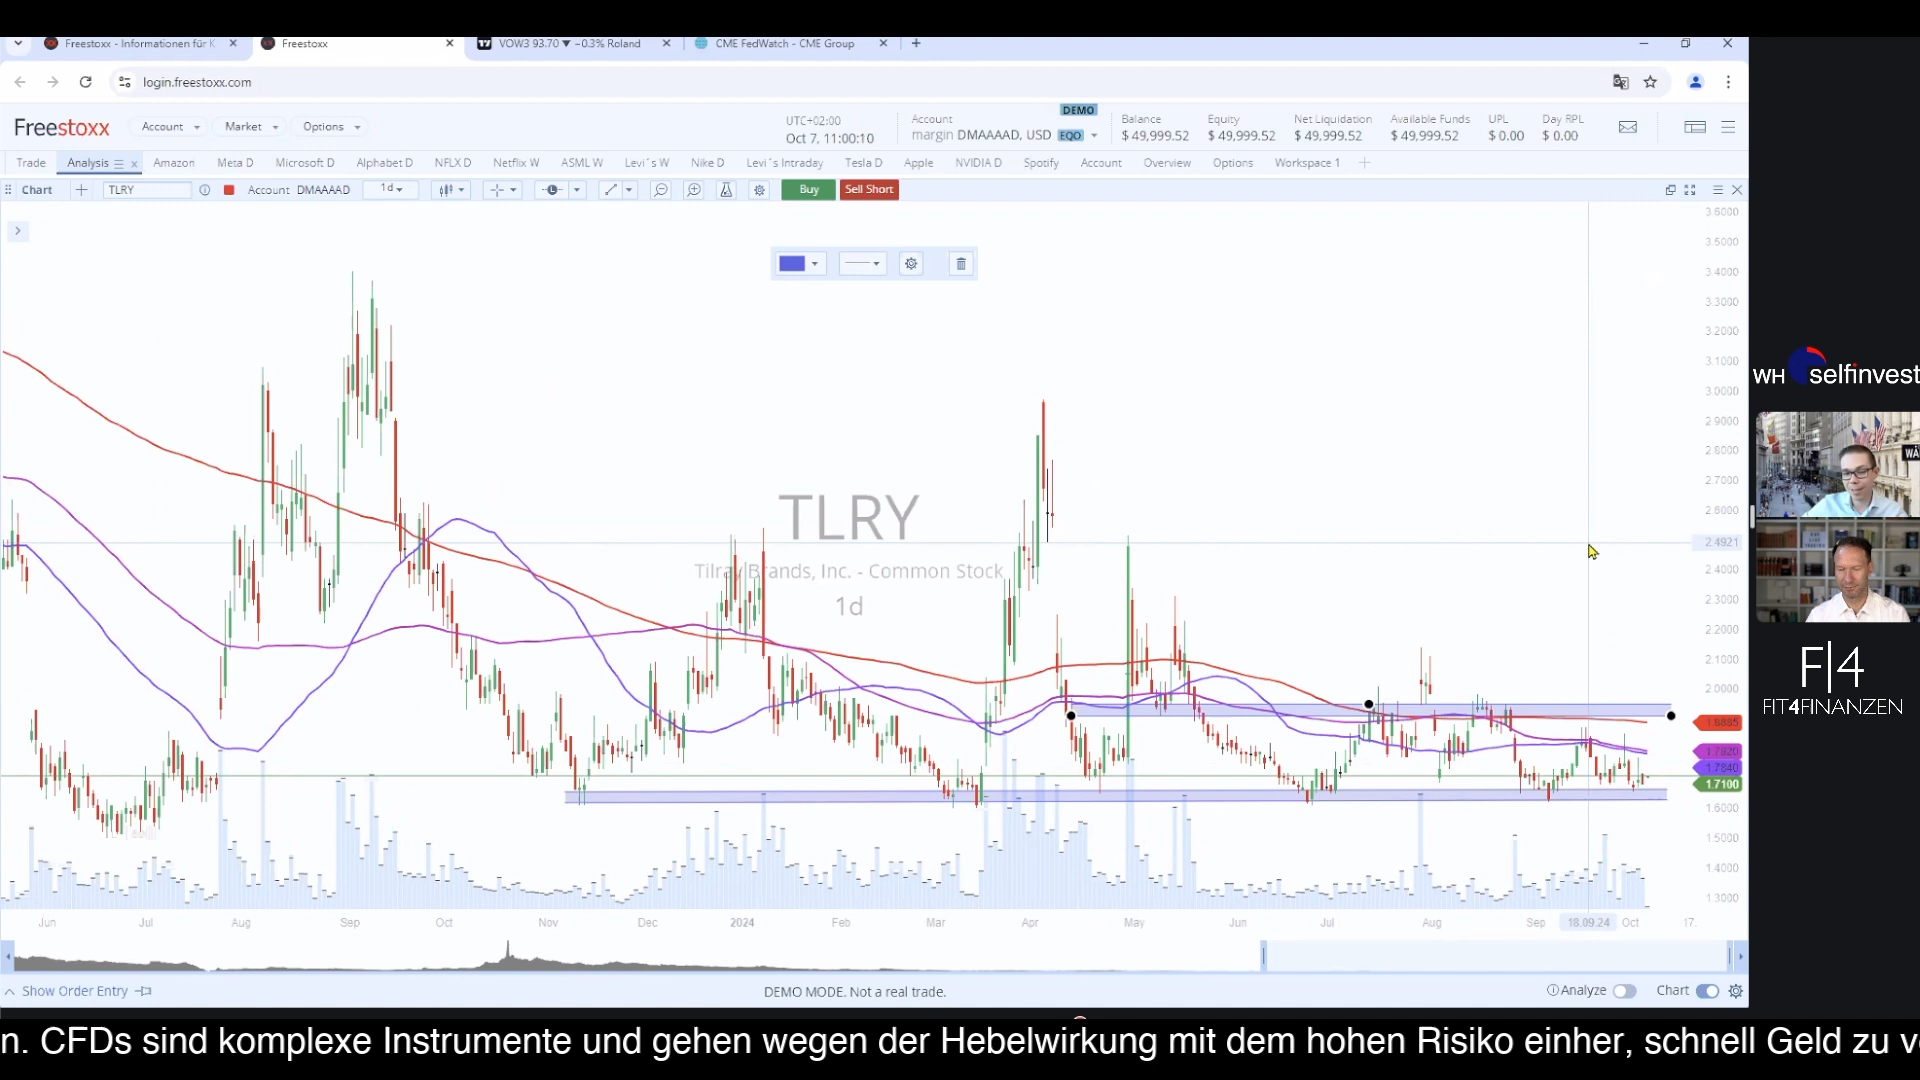 Freestoxx - Informationen für K
Freestoxx
VOW3 93.70 ▼ −0.3% Roland
CME FedWatch - CME Group
login.freestoxx.com
Freestoxx
Account
Market
Options
UTC+02:00
Oct 7, 11:00:10
Account
margin DMAAAAD, USD
DEMO
EQO
Balance
$ 49,999.52
Equity
$ 49,999.52
Net Liquidation
$ 49,999.52
Available Funds
$ 49,999.52
UPL
$ 0.00
Day RPL
$ 0.00
Trade
Analysis
Amazon
Meta D
Microsoft D
Alphabet D
NFLX D
Netflix W
ASML W
Levi´s W
Nike D
Levi´s Intraday
Tesla D
Apple
NVIDIA D
Spotify
Account
Overview
Options
Workspace 1
Chart
TLRY
Account DMAAAAD
1d
Buy
Sell Short
3.6000
3.5000
3.4000
3.3000
3.2000
3.1000
3.0000
2.9000
2.8000
2.7000
2.6000
2.4921
2.4000
2.3000
2.2000
2.1000
2.0000
1.8885
1.7920
1.7840
1.7100
1.6000
1.5000
1.4000
1.3000
TLRY
Tilray Brands, Inc. - Common Stock
1d
Jun
Jul
Aug
Sep
Oct
Nov
Dec
2024
Feb
Mar
Apr
May
Jun
Jul
Aug
Sep
18.09.24
Oct
17.
Show Order Entry
DEMO MODE. Not a real trade.
Analyze
Chart
WH selfinvest
WA
F|4
FIT4FINANZEN
n. CFDs sind komplexe Instrumente und gehen wegen der Hebelwirkung mit dem hohen Risiko einher, schnell Geld zu v